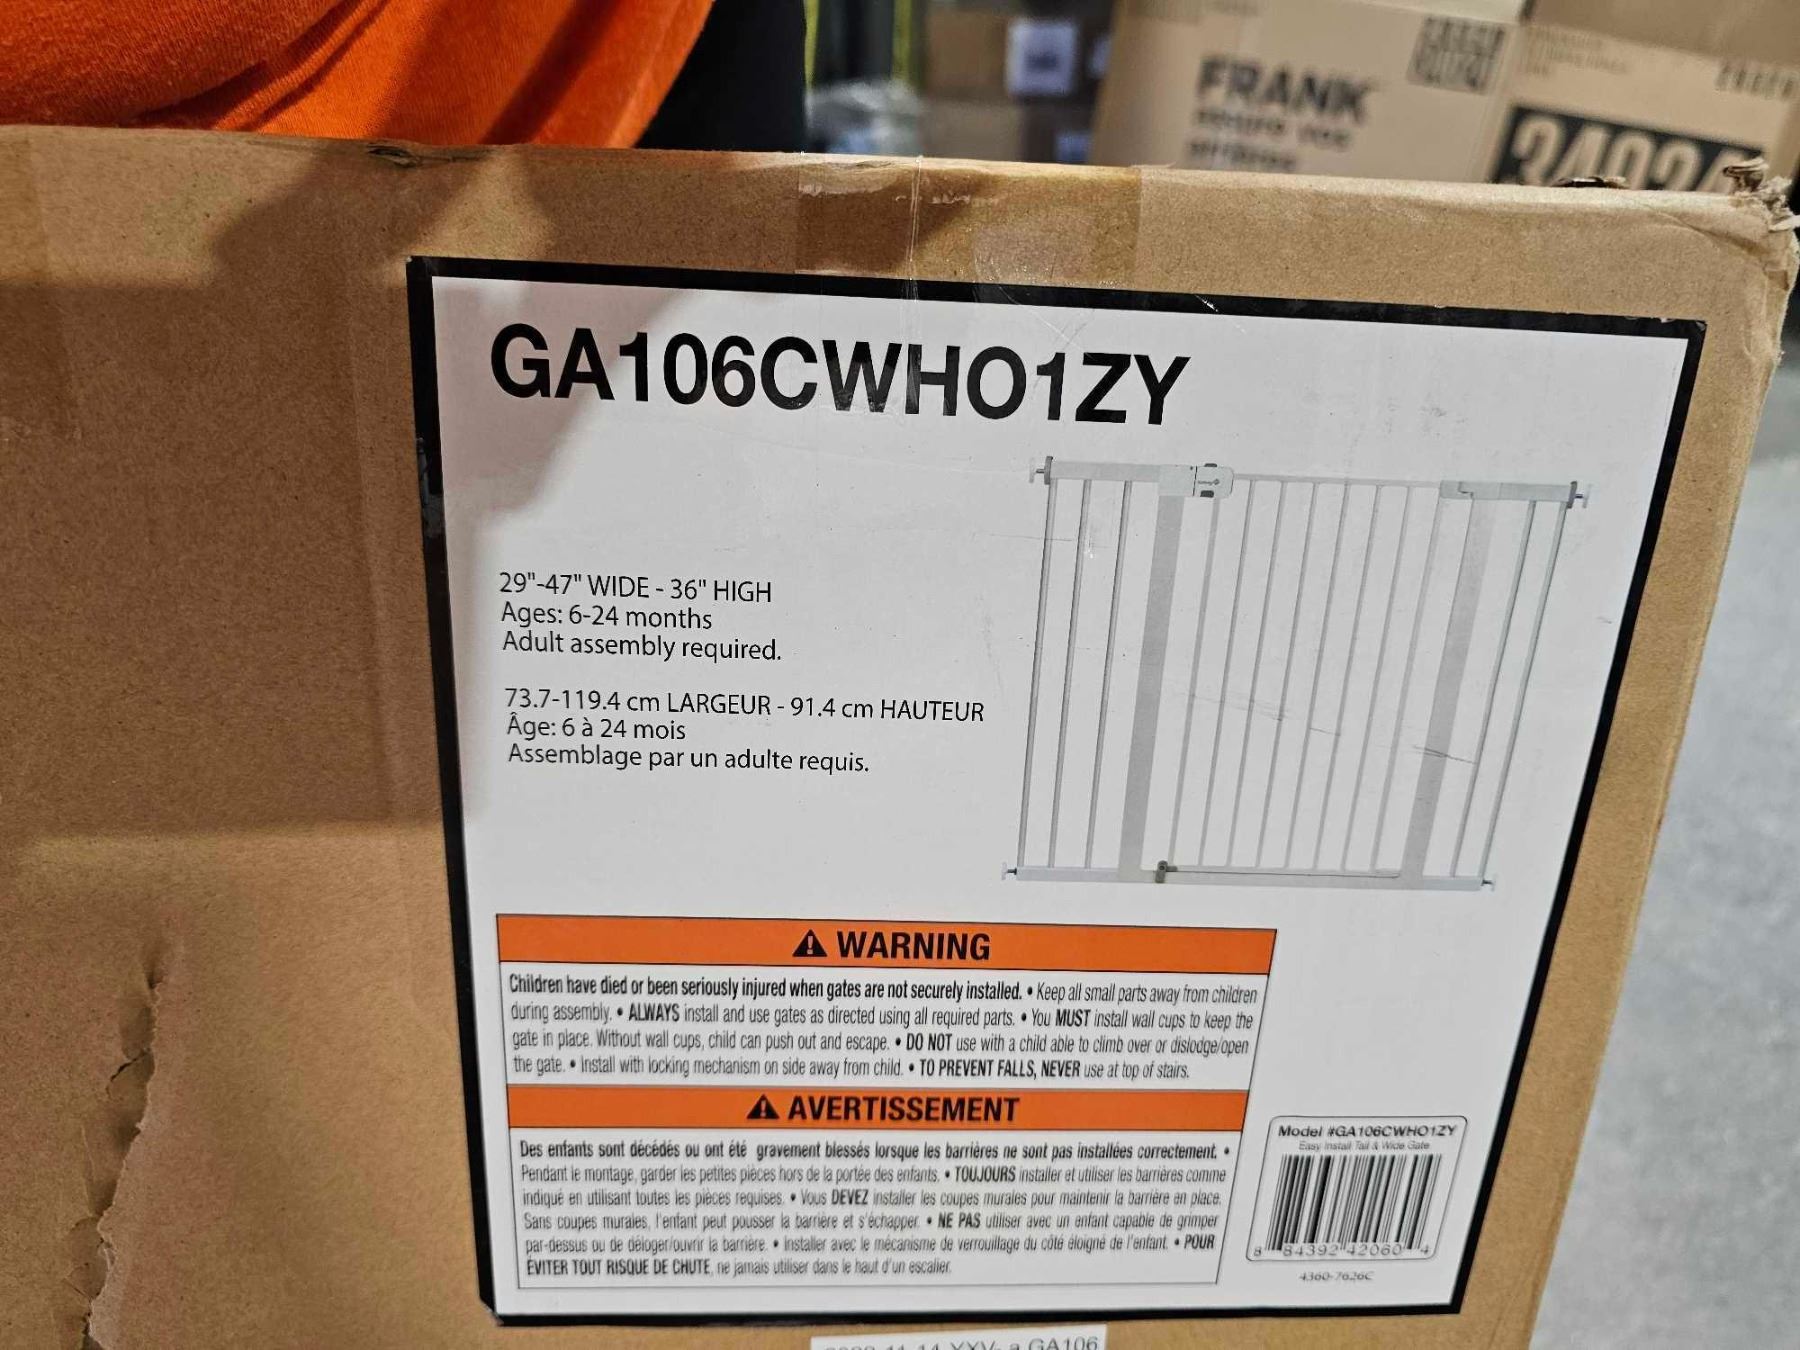 FRANK
GA106CWHO1ZY
29"-47" WIDE - 36" HIGH
Ages: 6-24 months
Adult assembly required.
73.7-119.4 cm LARGEUR - 91.4 cm HAUTEUR
Âge: 6 à 24 mois
Assemblage par un adulte requis.
WARNING
Children have died or been seriously injured when gates are not securely installed. • Keep all small parts away from children
during assembly. • ALWAYS install and use gates as directed using all required parts. • You MUST install wall cups to keep the
gate in place. Without wall cups, child can push out and escape. • DO NOT use with a child able to climb over or dislodge/open
the gate. • Install with locking mechanism on side away from child. • TO PREVENT FALLS, NEVER use at top of stairs.
AVERTISSEMENT
Des enfants sont décédés ou ont été gravement blessés lorsque les barrières ne sont pas installées correctement. •
Pendant le montage, garder les petites pièces hors de la portée des enfants. • TOUJOURS installer et utiliser les barrières comme
indiqué en utilisant toutes les pièces requises. • Vous DEVEZ installer les coupes murales pour maintenir la barrière en place.
Sans coupes murales, l'enfant peut pousser la barrière et s'échapper. • NE PAS utiliser avec un enfant capable de grimper
par-dessus ou de déloger/ouvrir la barrière. • Installer avec le mécanisme de verrouillage du côté éloigné de l'enfant. • POUR
ÉVITER TOUT RISQUE DE CHUTE, ne jamais utiliser dans le haut d'un escalier.
Model #GA106CWHO1ZY
Easy Install Tall & Wide Gate
8 84392 42060 4
4360-7626C
GA106